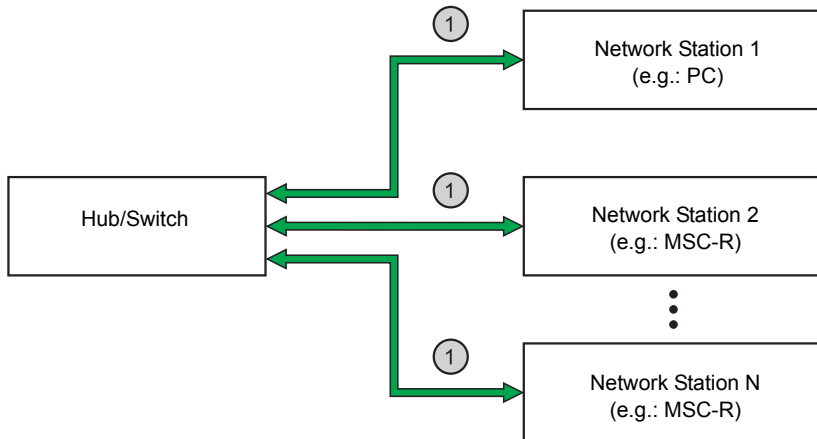 1
Network Station 1
(e.g.: PC)
Hub/Switch
1
Network Station 2
(e.g.: MSC-R)
1
Network Station N
(e.g.: MSC-R)